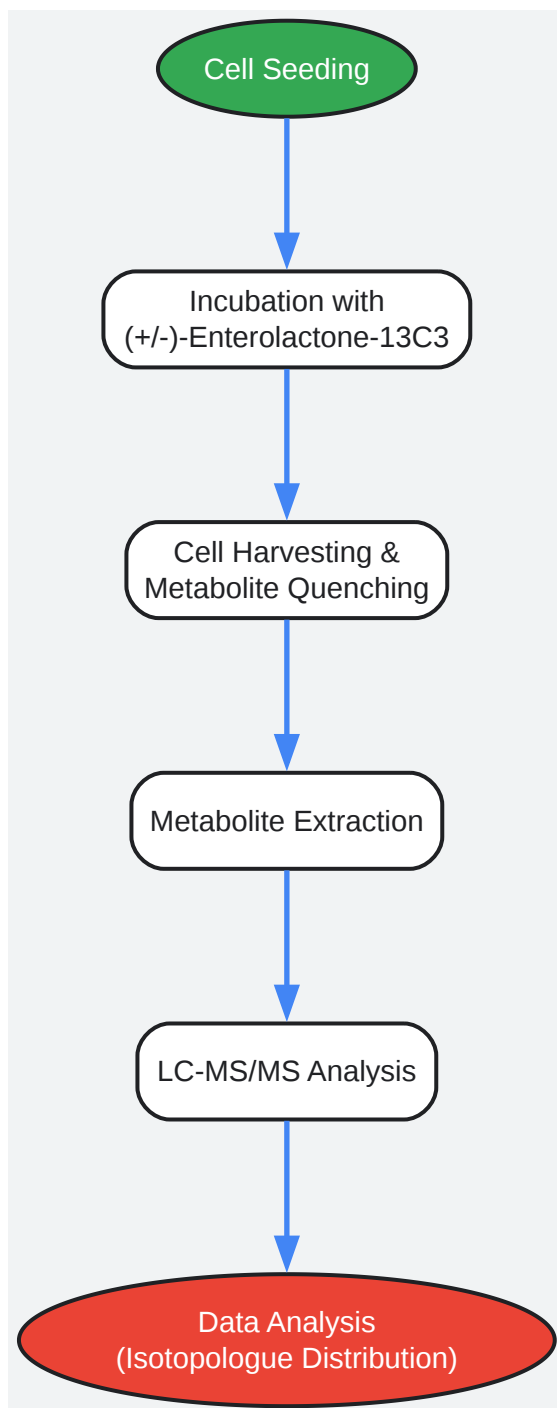 Cell Seeding
Incubation with
(+/-)-Enterolactone-13C3
Cell Harvesting &
Metabolite Quenching
Metabolite Extraction
LC-MS/MS Analysis
Data Analysis
(Isotopologue Distribution)